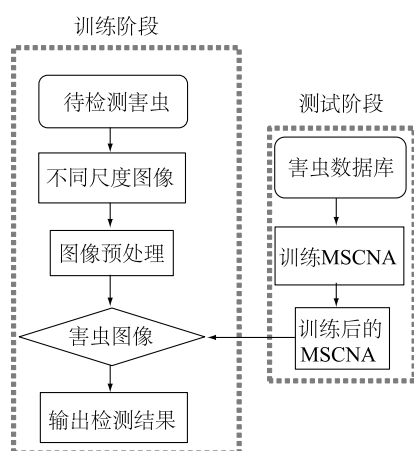 训练阶段
待检测害虫
不同尺度图像
图像预处理
害虫图像
输出检测结果
测试阶段
害虫数据库
训练MSCNA
训练后的
MSCNA